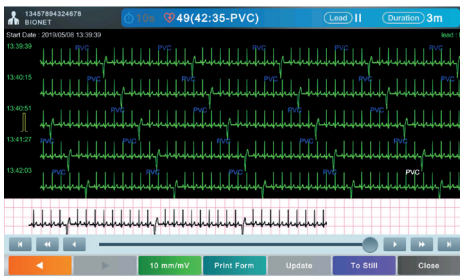 13457894324678
BIONET
10s 49(42:35-PVC) Lead II Duration 3m
Start Date : 2019/05/08 13:39:39 lead :
13:39:39 PVC PVC PVC PVC PVC
13:40:15 PVC PVC PVC PVC PVC
13:40:51 PVC PVC PVC PVC PVC
13:41:27 PVC PVC PVC PVC PVC
13:42:03 PVC PVC PVC PVC PVC
10 mm/mV Print Form Update To Still Close